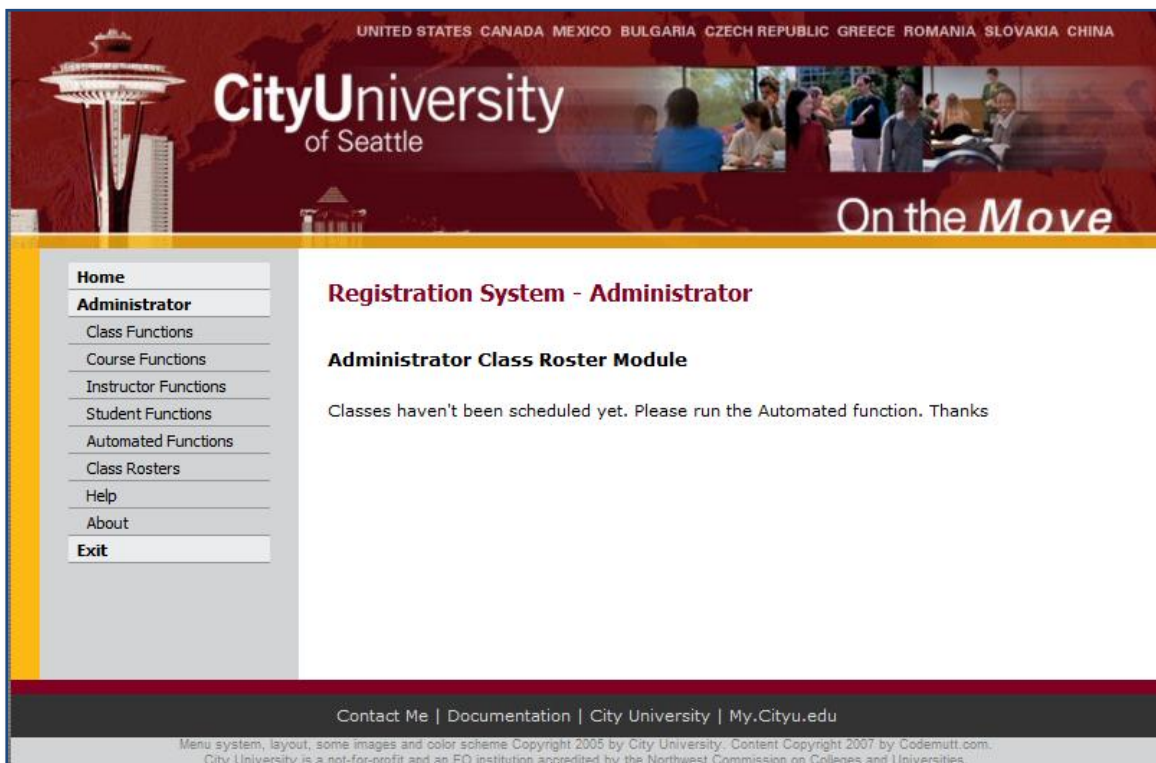 UNITED STATES CANADA MEXICO BULGARIA CZECH REPUBLIC GREECE ROMANIA SLOVAKIA CHINA
CityUniversity
of Seattle
On the Move
Home
Administrator
Class Functions
Course Functions
Instructor Functions
Student Functions
Automated Functions
Class Rosters
Help
About
Exit
Registration System - Administrator
Administrator Class Roster Module
Classes haven't been scheduled yet. Please run the Automated function. Thanks
Contact Me | Documentation | City University | My.Cityu.edu
Menu system, layout, some images and color scheme Copyright 2005 by City University. Content Copyright 2007 by Codemutt.com.
City University is a not-for-profit and an EO institution accredited by the Northwest Commission on Colleges and Universities